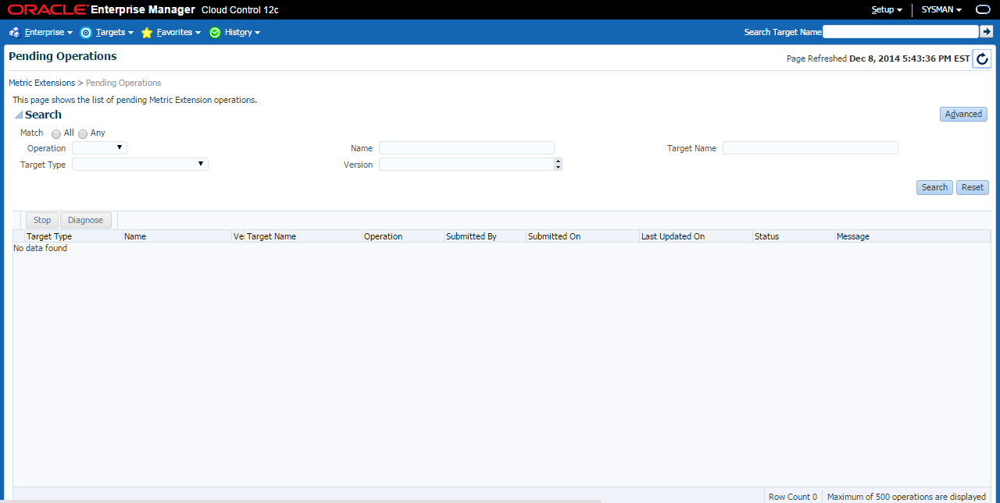 ORACLE Enterprise Manager Cloud Control 12c Setup SYSMAN
Enterprise Targets Favorites History Search Target Name
Pending Operations Page Refreshed Dec 8, 2014 5:43:36 PM EST
Metric Extensions > Pending Operations
This page shows the list of pending Metric Extension operations.
Search Advanced
Match All Any
Operation Name Target Name
Target Type Version
Search Reset
Stop Diagnose
Target Type Name Ve Target Name Operation Submitted By Submitted On Last Updated On Status Message
No data found
Row Count 0 Maximum of 500 operations are displayed